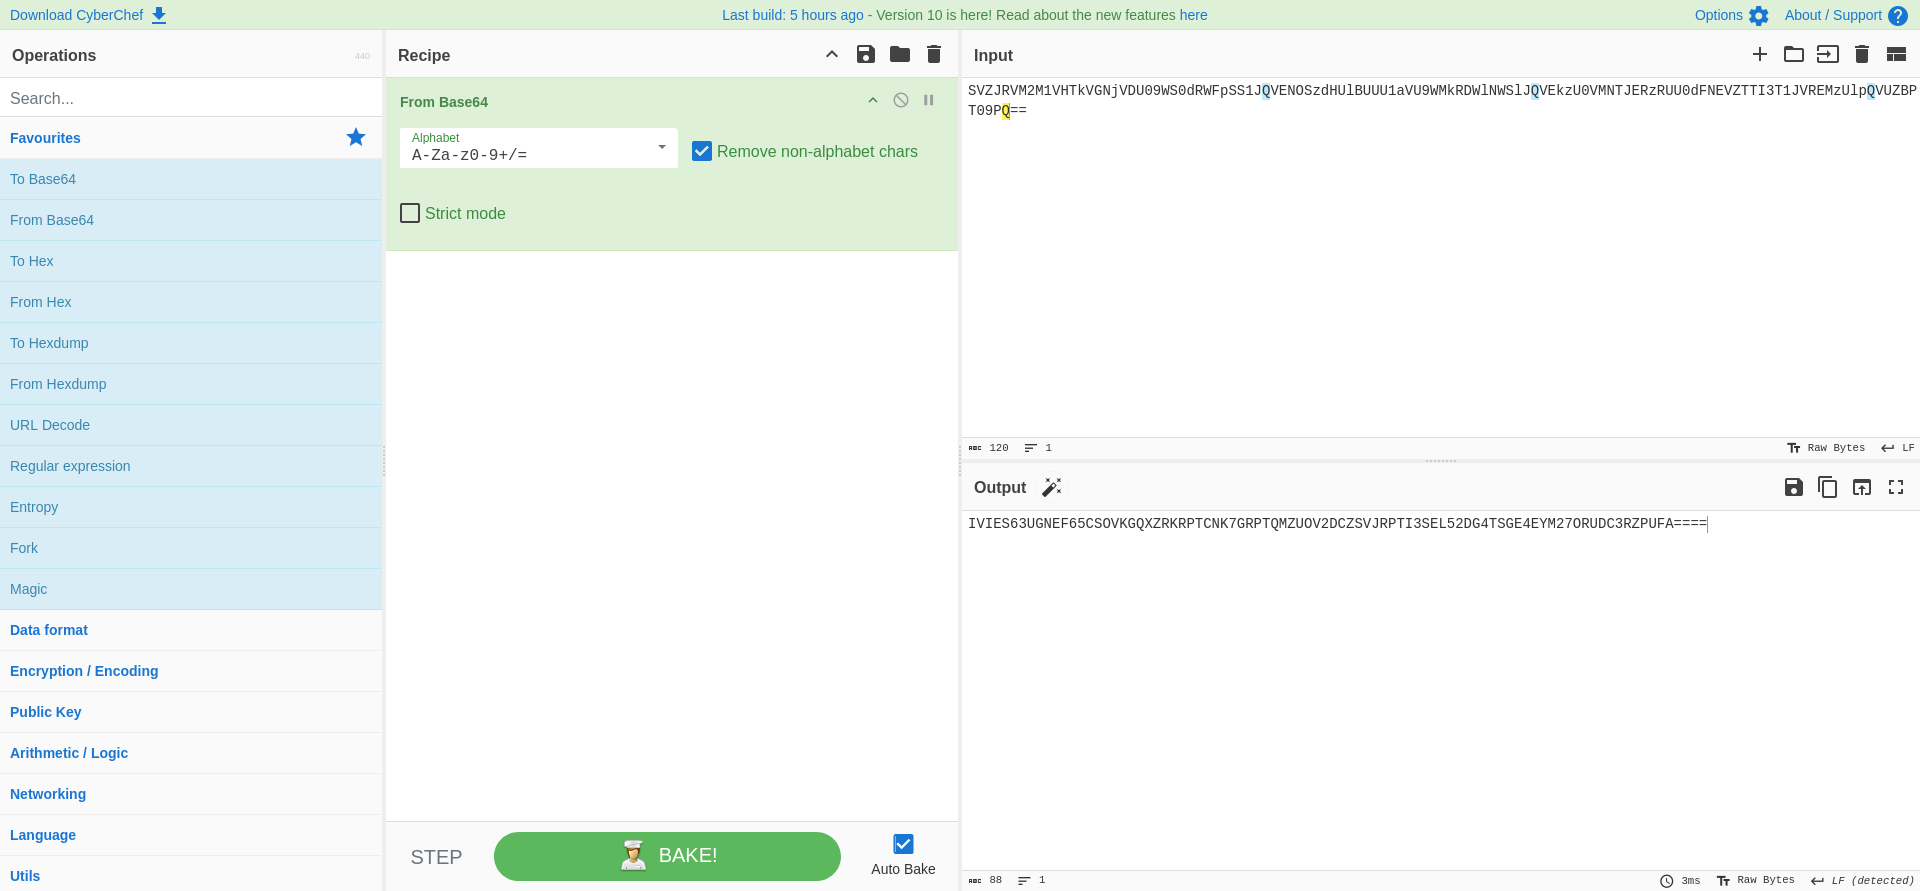 Download CyberChef
Last build: 5 hours ago - Version 10 is here! Read about the new features here
Options
About / Support
Operations
440
Search...
Favourites
To Base64
From Base64
To Hex
From Hex
To Hexdump
From Hexdump
URL Decode
Regular expression
Entropy
Fork
Magic
Data format
Encryption / Encoding
Public Key
Arithmetic / Logic
Networking
Language
Utils
Recipe
From Base64
Alphabet
A-Za-z0-9+/=
Remove non-alphabet chars
Strict mode
STEP
BAKE!
Auto Bake
Input
SVZJRVM2M1VHTkVGNjVDU09WS0dRWFpSS1JQVENOSzdHUlBUUU1aVU9WMkRDWlNWSlJQVEkzU0VMNTJERzRUU0dFNEVZTTI3T1JVREMzUlpQVUZBP
T09PQ==
ABC 120
1
Raw Bytes
LF
Output
IVIES63UGNEF65CSOVKGQXZRKRPTCNK7GRPTQMZUOV2DCZSVJRPTI3SEL52DG4TSGE4EYM27ORUDC3RZPUFA====
ABC 88
1
3ms
Raw Bytes
LF (detected)